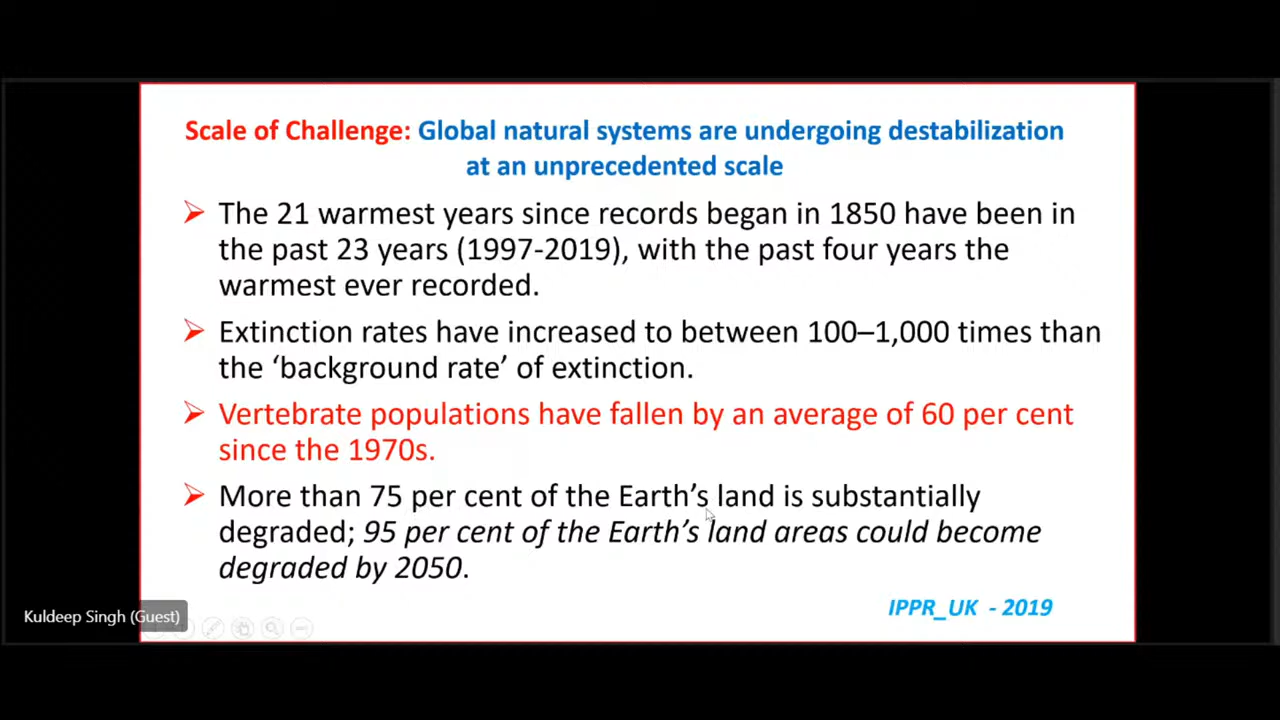 Scale of Challenge: Global natural systems are undergoing destabilization
at an unprecedented scale
➢ The 21 warmest years since records began in 1850 have been in
the past 23 years (1997-2019), with the past four years the
warmest ever recorded.
➢ Extinction rates have increased to between 100–1,000 times than
the ‘background rate’ of extinction.
➢ Vertebrate populations have fallen by an average of 60 per cent
since the 1970s.
➢ More than 75 per cent of the Earth’s land is substantially
degraded; 95 per cent of the Earth’s land areas could become
degraded by 2050.
IPPR_UK - 2019
Kuldeep Singh (Guest)